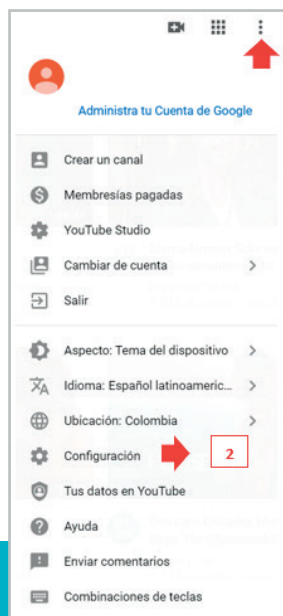 Administra tu Cuenta de Google
Crear un canal
Membresías pagadas
YouTube Studio
Cambiar de cuenta
Salir
Aspecto: Tema del dispositivo
Idioma: Español latinoameric...
Ubicación: Colombia
Configuración
2
Tus datos en YouTube
Ayuda
Enviar comentarios
Combinaciones de teclas